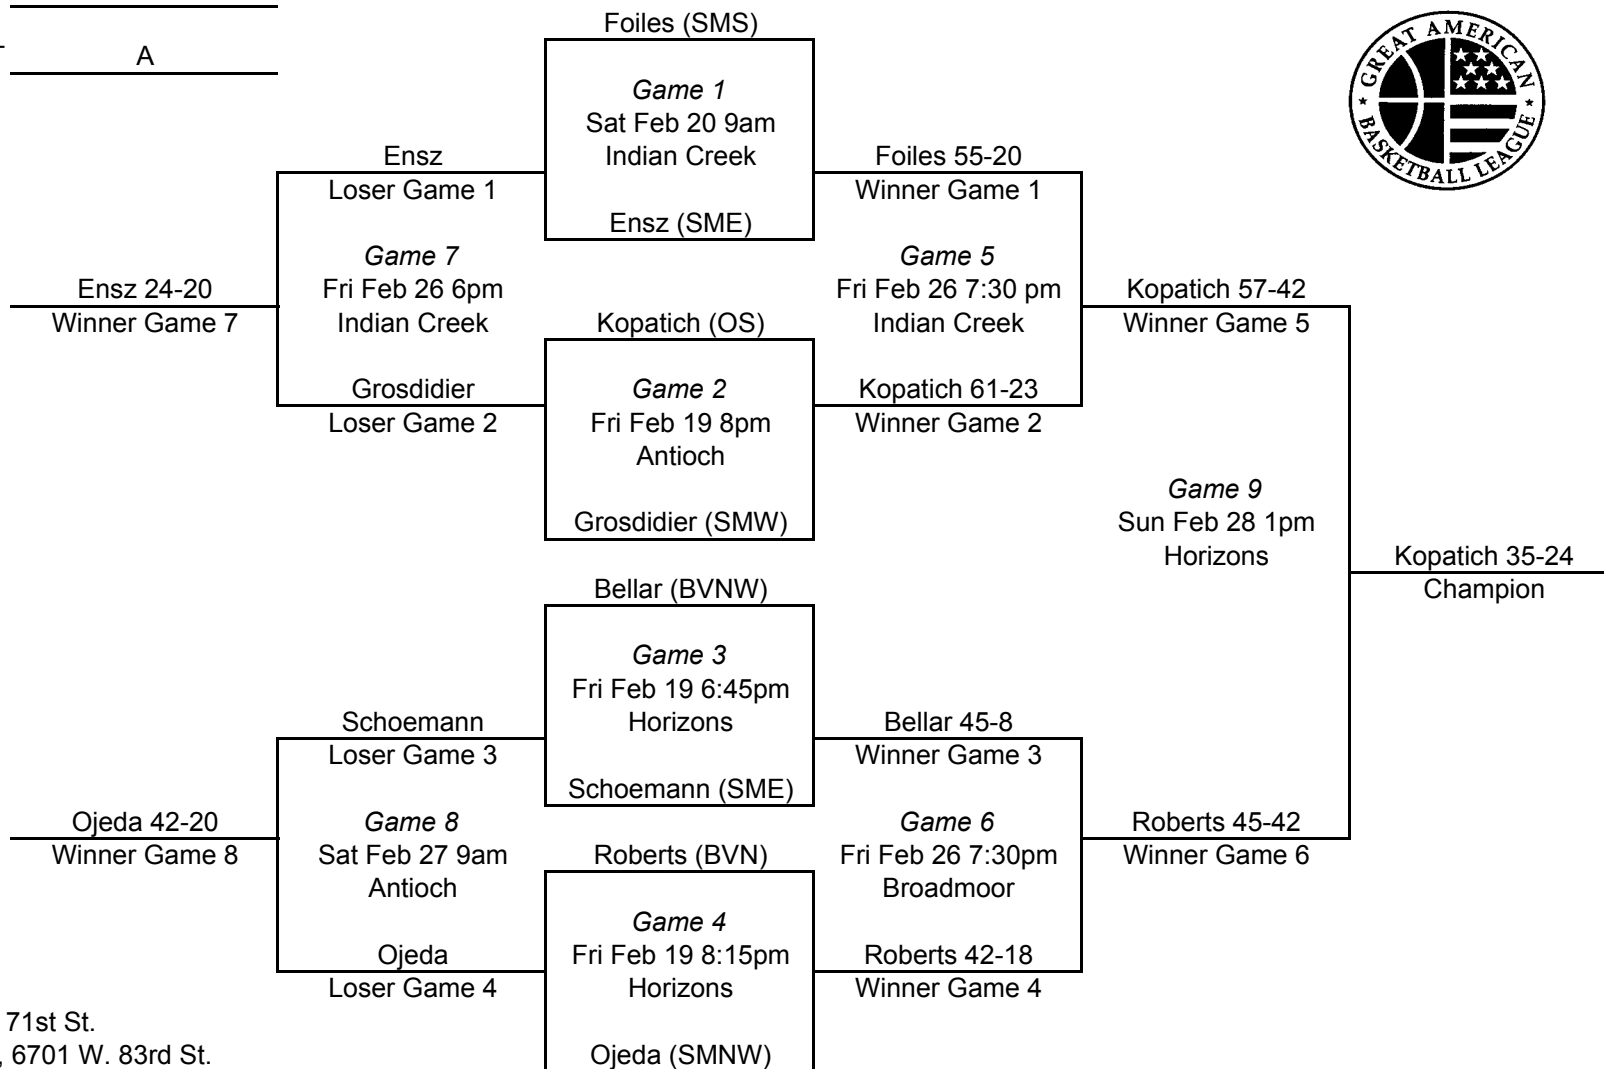 A
Foiles (SMS)
Game 1
Sat Feb 20 9am
Indian Creek
Ensz (SME)
GREAT AMERICAN
BASKETBALL LEAGUE
Ensz
Loser Game 1
Foiles 55-20
Winner Game 1
Game 7
Fri Feb 26 6pm
Indian Creek
Game 5
Fri Feb 26 7:30 pm
Indian Creek
Ensz 24-20
Winner Game 7
Kopatich 57-42
Winner Game 5
Kopatich (OS)
Game 2
Fri Feb 19 8pm
Antioch
Grosdidier (SMW)
Grosdidier
Loser Game 2
Kopatich 61-23
Winner Game 2
Game 9
Sun Feb 28 1pm
Horizons
Kopatich 35-24
Champion
Bellar (BVNW)
Game 3
Fri Feb 19 6:45pm
Horizons
Schoemann (SME)
Schoemann
Loser Game 3
Bellar 45-8
Winner Game 3
Ojeda 42-20
Winner Game 8
Game 8
Sat Feb 27 9am
Antioch
Game 6
Fri Feb 26 7:30pm
Broadmoor
Roberts 45-42
Winner Game 6
Roberts (BVN)
Game 4
Fri Feb 19 8:15pm
Horizons
Ojeda (SMNW)
Ojeda
Loser Game 4
Roberts 42-18
Winner Game 4
71st St.
, 6701 W. 83rd St.